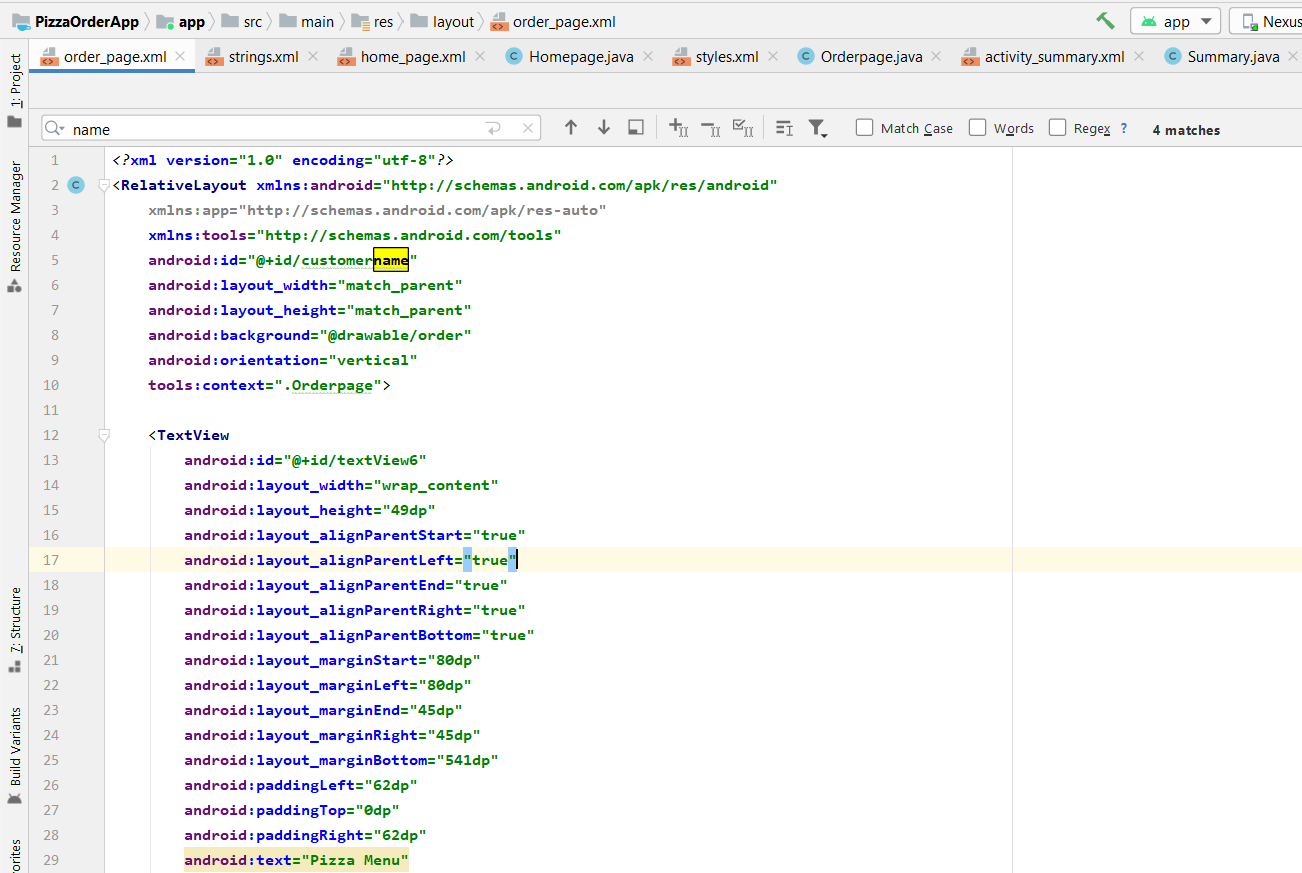 PizzaOrderApp app src main res layout order_page.xml app Nexus
order_page.xml strings.xml home_page.xml Homepage.java styles.xml Orderpage.java activity_summary.xml Summary.java
1: Project
Resource Manager
7: Structure
Build Variants
name Match Case Words Regex ? 4 matches
1 <?xml version="1.0" encoding="utf-8"?>
2 <RelativeLayout xmlns:android="http://schemas.android.com/apk/res/android"
3 xmlns:app="http://schemas.android.com/apk/res-auto"
4 xmlns:tools="http://schemas.android.com/tools"
5 android:id="@+id/customername"
6 android:layout_width="match_parent"
7 android:layout_height="match_parent"
8 android:background="@drawable/order"
9 android:orientation="vertical"
10 tools:context=".Orderpage">
11
12 <TextView
13 android:id="@+id/textView6"
14 android:layout_width="wrap_content"
15 android:layout_height="49dp"
16 android:layout_alignParentStart="true"
17 android:layout_alignParentLeft="true"
18 android:layout_alignParentEnd="true"
19 android:layout_alignParentRight="true"
20 android:layout_alignParentBottom="true"
21 android:layout_marginStart="80dp"
22 android:layout_marginLeft="80dp"
23 android:layout_marginEnd="45dp"
24 android:layout_marginRight="45dp"
25 android:layout_marginBottom="541dp"
26 android:paddingLeft="62dp"
27 android:paddingTop="0dp"
28 android:paddingRight="62dp"
29 android:text="Pizza Menu"